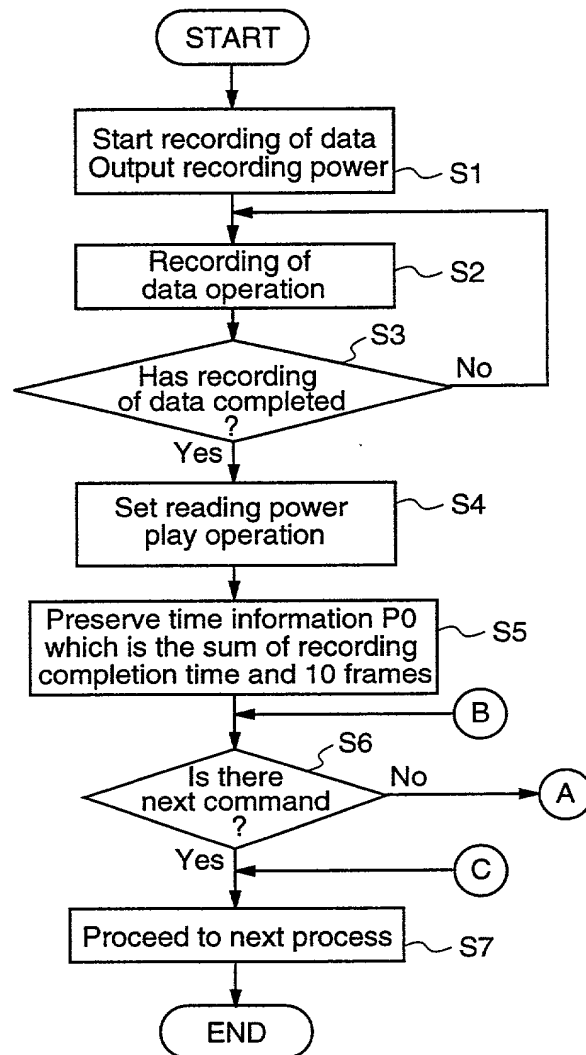 START
Start recording of data
Output recording power
S1
Recording of
data operation
S2
S3
Has recording
of data completed
?
No
Yes
Set reading power
play operation
S4
Preserve time information P0
which is the sum of recording
completion time and 10 frames
S5
B
S6
Is there
next command
?
No
A
Yes
C
Proceed to next process
S7
END